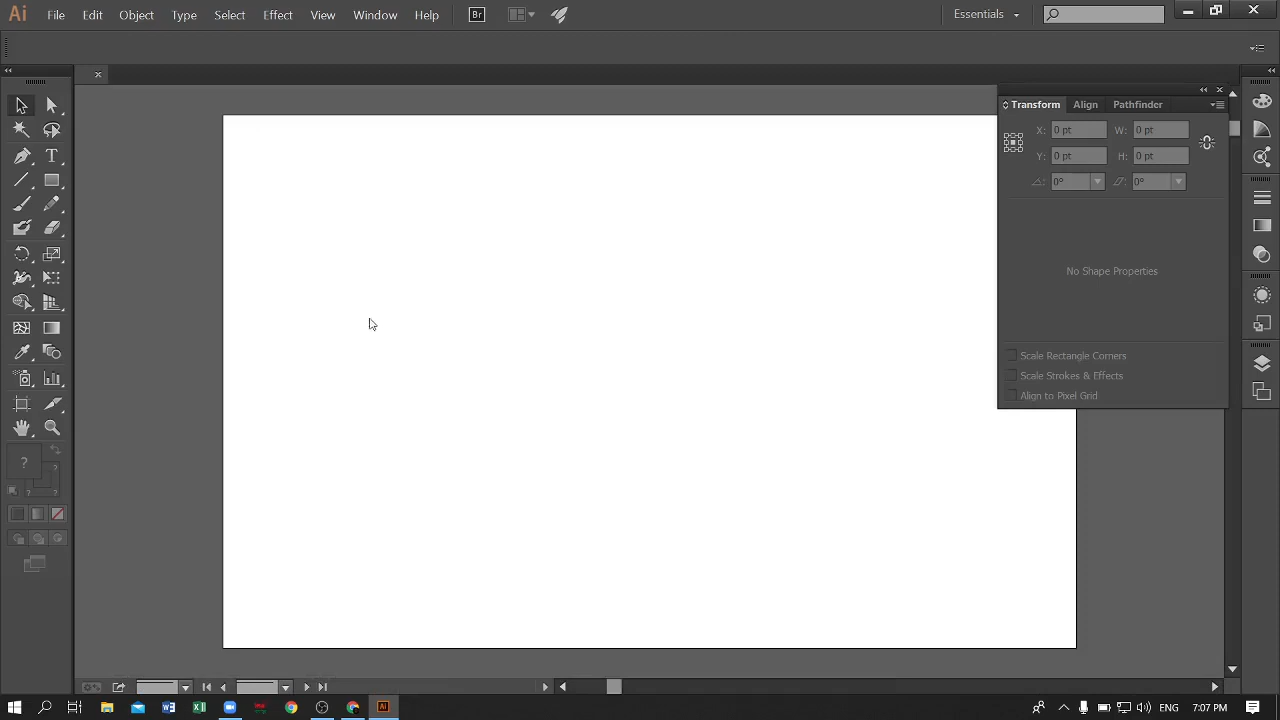 Ai File Edit Object Type Select Effect View Window Help Br Essentials
Transform Align Pathfinder
X: 0 pt W: 0 pt
Y: 0 pt H: 0 pt
0° 0°
No Shape Properties
Scale Rectangle Corners
Scale Strokes & Effects
Align to Pixel Grid
?
?
? ?
Ai ENG 7:07 PM